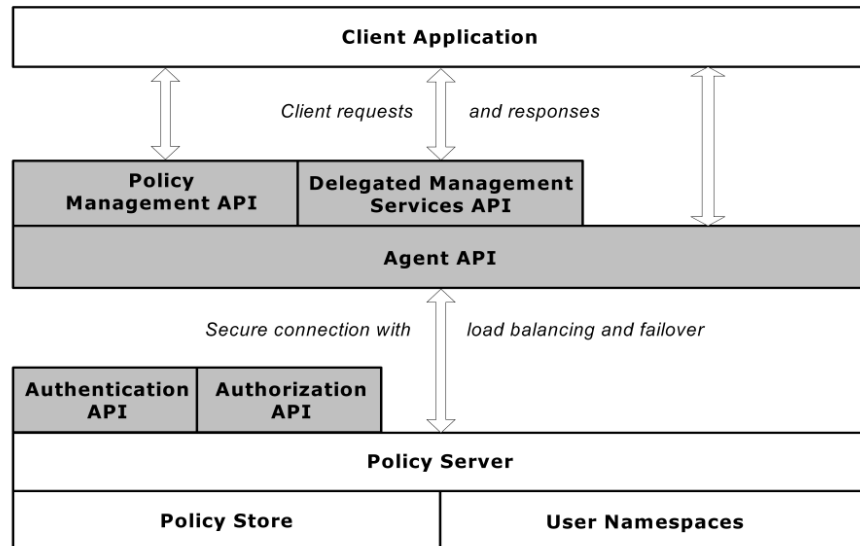 Client Application
Client requests and responses
Policy
Management API
Delegated Management
Services API
Agent API
Secure connection with load balancing and failover
Authentication
API
Authorization
API
Policy Server
Policy Store
User Namespaces